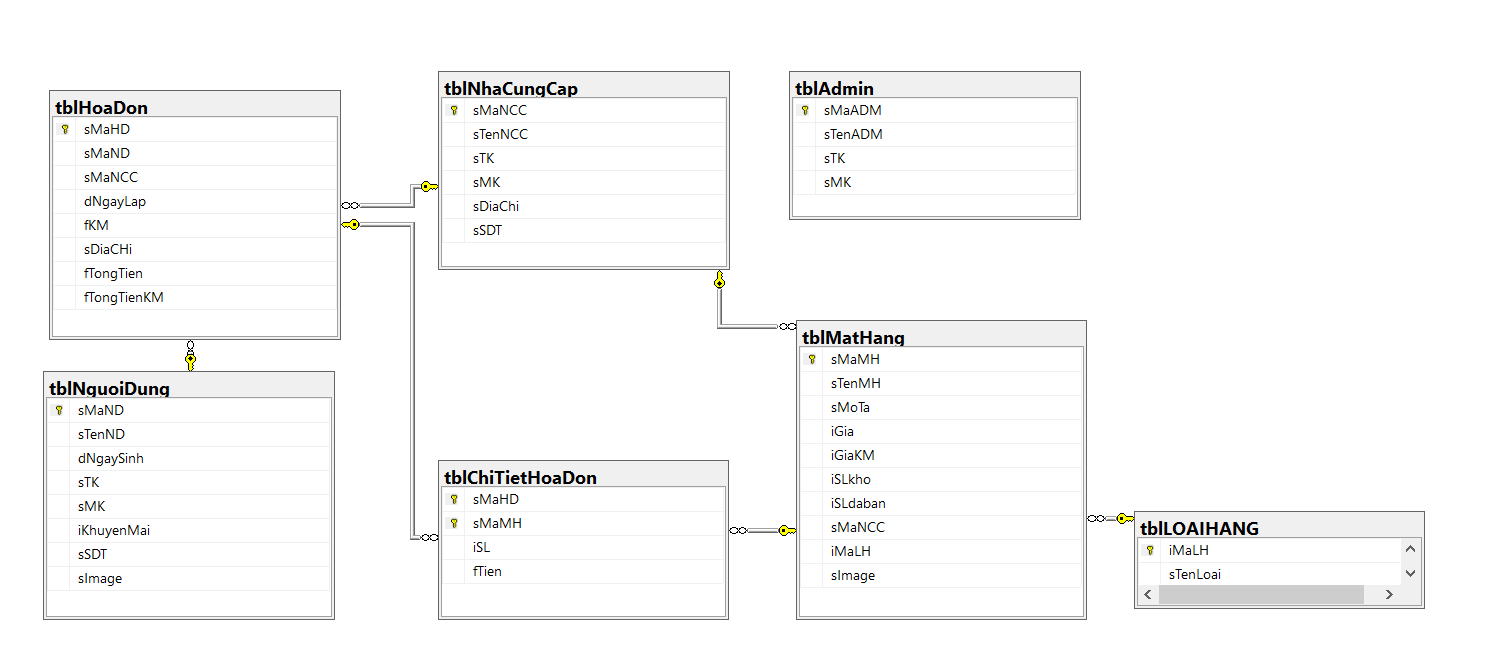 tblHoaDon
sMaHD
sMaND
sMaNCC
dNgayLap
fKM
sDiaCHi
fTongTien
fTongTienKM
tblNhaCungCap
sMaNCC
sTenNCC
sTK
sMK
sDiaChi
sSDT
tblAdmin
sMaADM
sTenADM
sTK
sMK
tblNguoiDung
sMaND
sTenND
dNgaySinh
sTK
sMK
iKhuyenMai
sSDT
sImage
tblChiTietHoaDon
sMaHD
sMaMH
iSL
fTien
tblMatHang
sMaMH
sTenMH
sMoTa
iGia
iGiaKM
iSLkho
iSLdaban
sMaNCC
iMaLH
sImage
tblLOAIHANG
iMaLH
sTenLoai